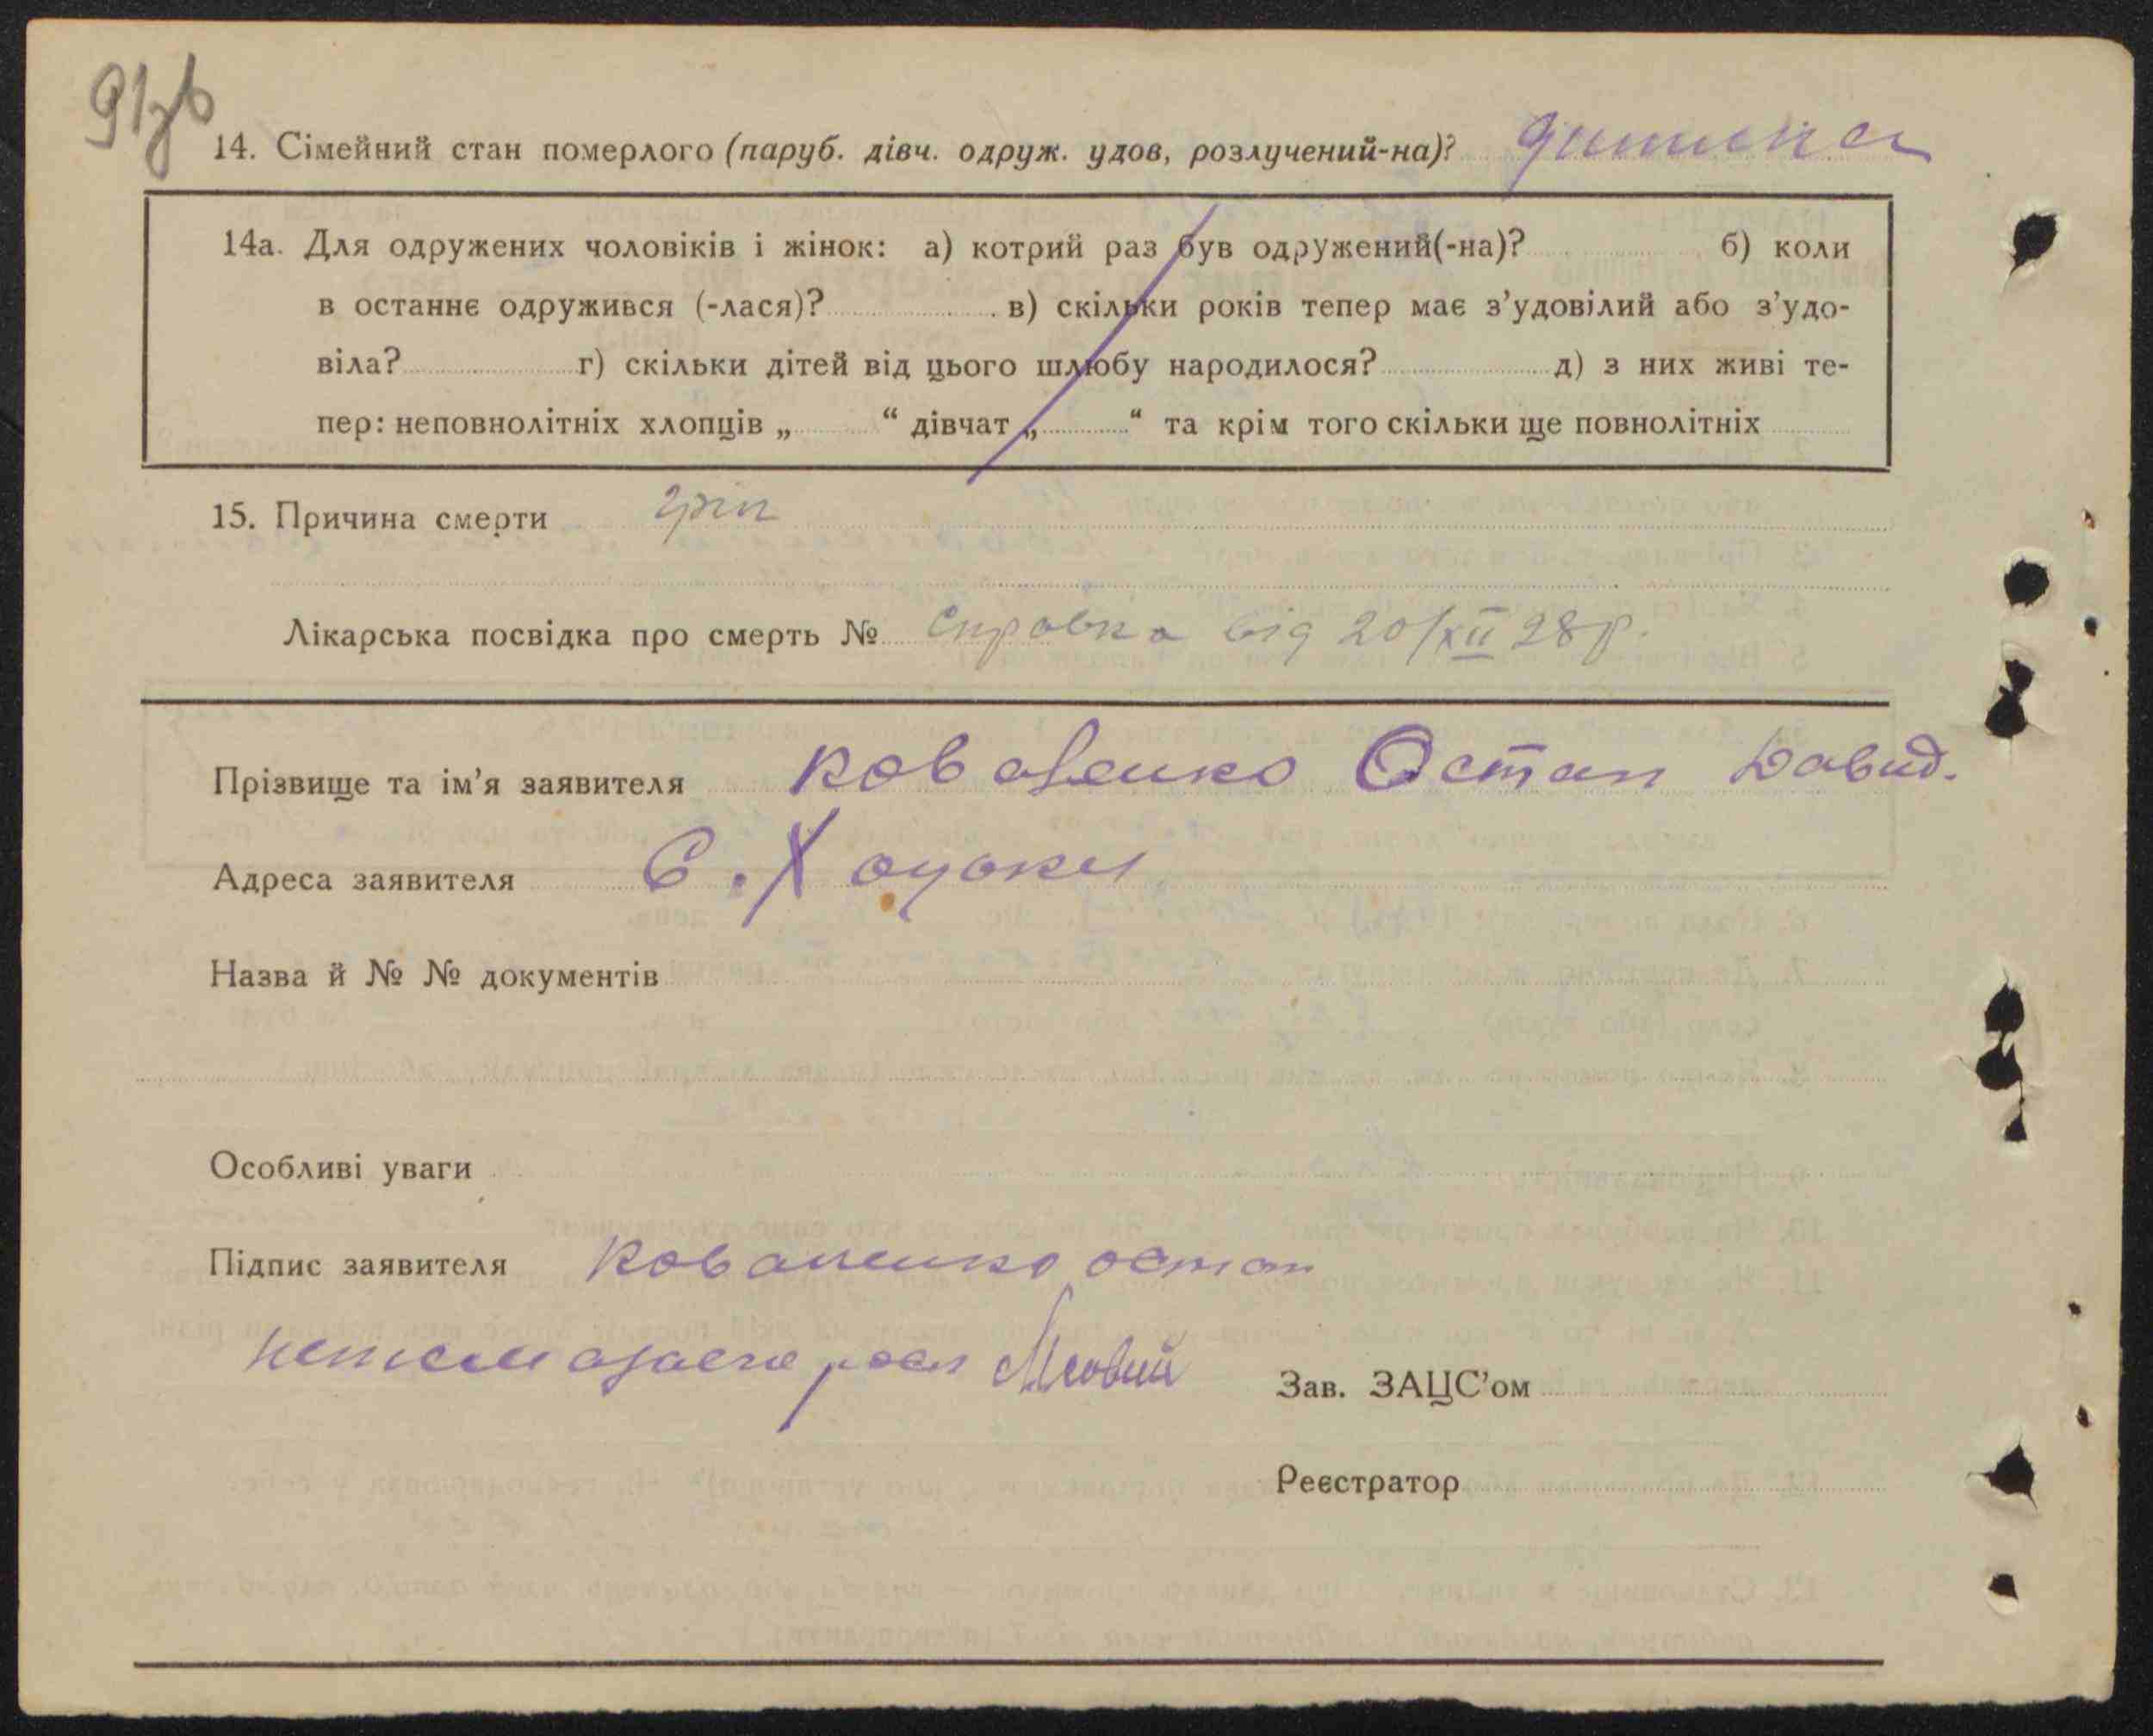 91зв
14. Сімейний стан померлого (паруб. дівч. одруж. удов, розлучений-на)? дитина
14а. Для одружених чоловіків і жінок: а) котрий раз був одружений(-на)? б) коли
в останнє одружився (-лася)? в) скільки років тепер має з’удовілий або з’удо-
віла? г) скільки дітей від цього шлюбу народилося? д) з них живі те-
пер: неповнолітніх хлопців „ “ дівчат „ “ та крім того скільки ще повнолітніх
15. Причина смерти гріп
Лікарська посвідка про смерть № Справка від 20/XII 28р.
Прізвище та ім’я заявителя Коваленко Остап Давид.
Адреса заявителя С. Хоцьки
Назва й № № документів
Особливі уваги
Підпис заявителя Коваленко остап
Зав. ЗАЦС’ом
Реєстратор